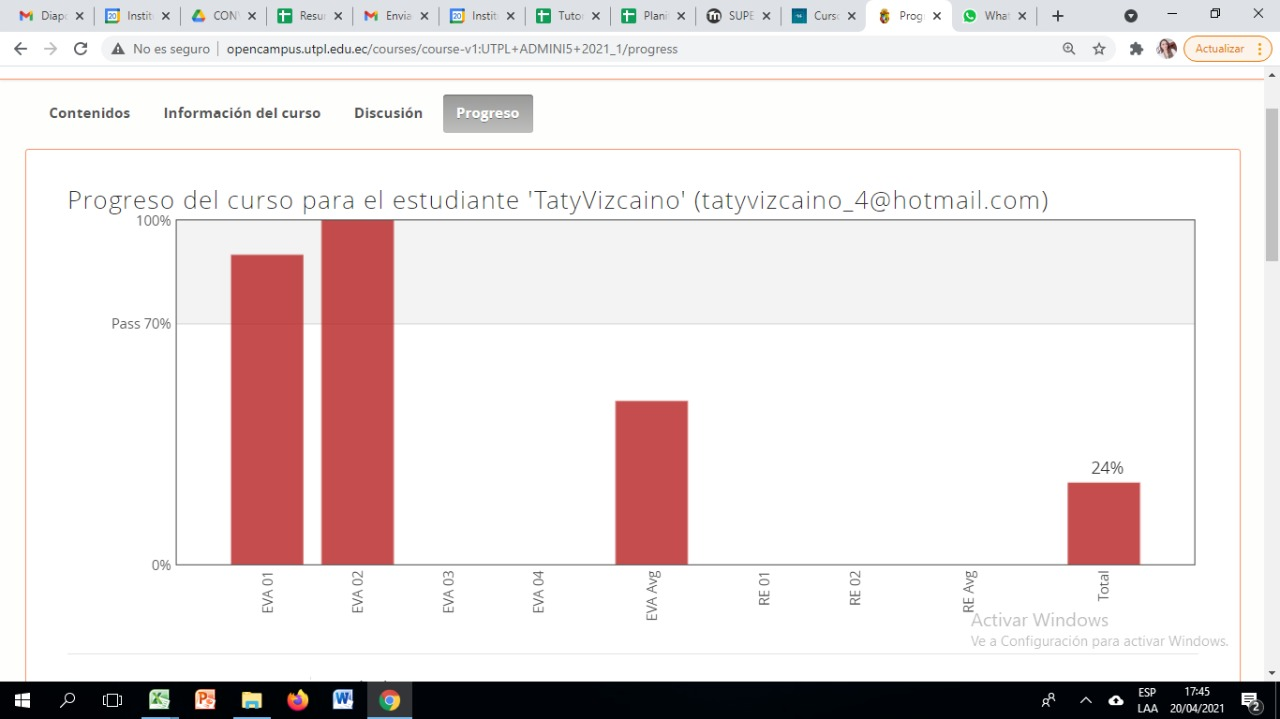 Diapo
Instit
CON
Resu
Envia
Instit
Tutor
Plani
SUPE
Curso
Prog
What
No es seguro
opencampus.utpl.edu.ec/courses/course-v1:UTPL+ADMINI5+2021_1/progress
Actualizar
Contenidos Información del curso Discusión Progreso
Progreso del curso para el estudiante 'TatyVizcaino' (tatyvizcaino_4@hotmail.com)
100%
Pass 70%
24%
0%
EVA 01
EVA 02
EVA 03
EVA 04
EVA Avg
RE 01
RE 02
RE Avg
Total
Activar Windows
Ve a Configuración para activar Windows.
ESP
LAA
17:45
20/04/2021
2